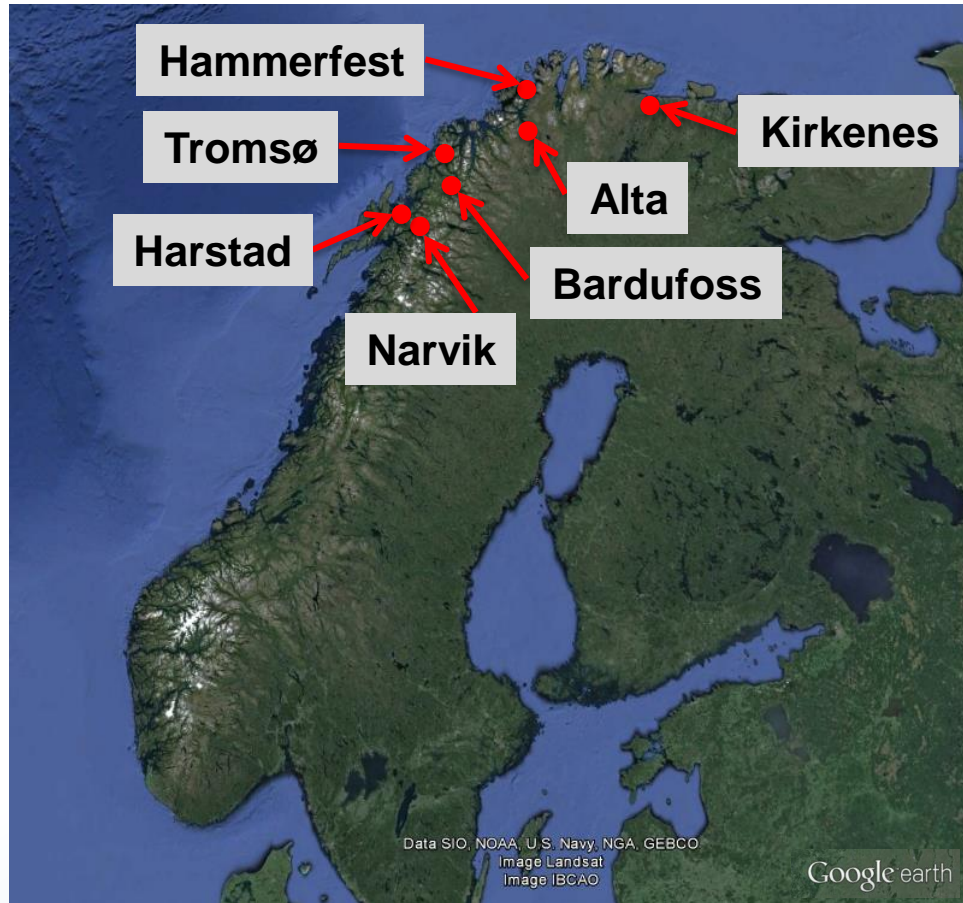 Hammerfest
Tromsø
Kirkenes
Alta
Harstad
Bardufoss
Narvik
Data SIO, NOAA, U.S. Navy, NGA, GEBCO
Image Landsat
Image IBCAO
Google earth